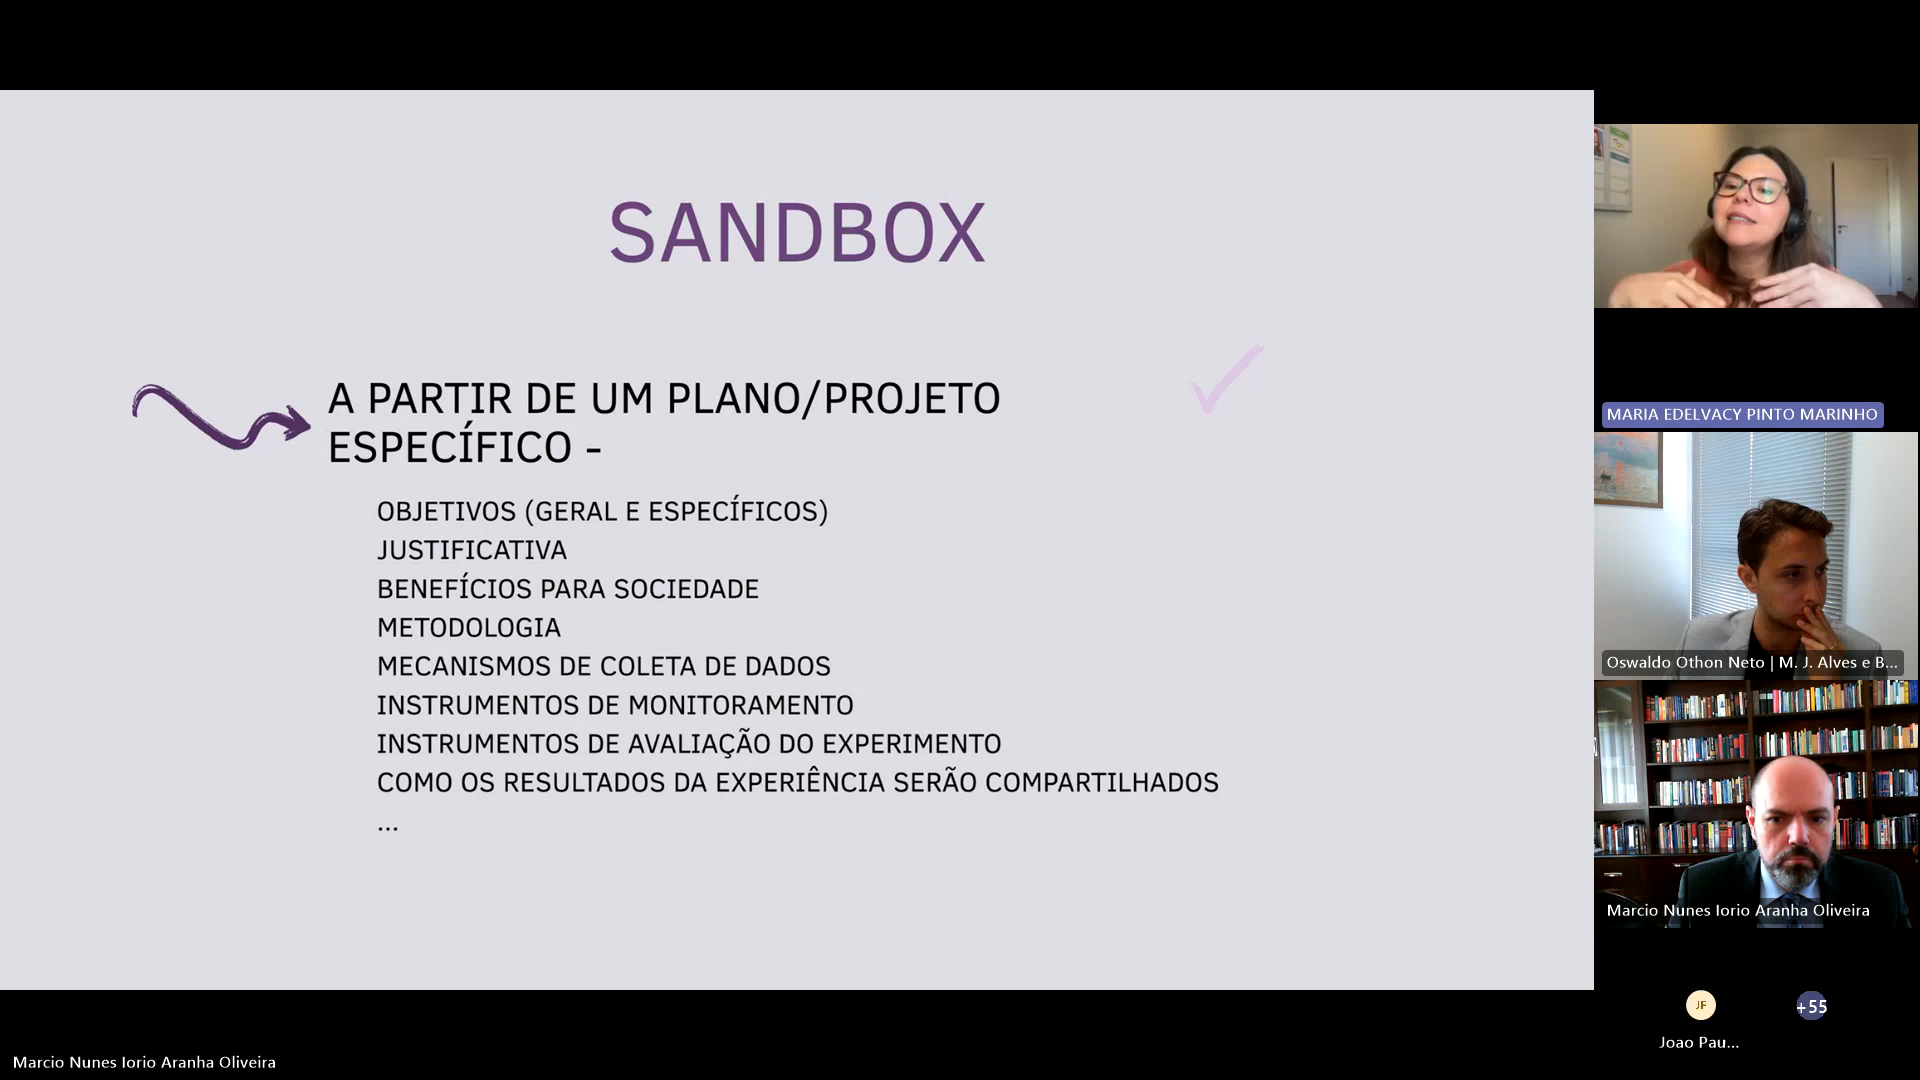 SANDBOX
A PARTIR DE UM PLANO/PROJETO
ESPECÍFICO -
OBJETIVOS (GERAL E ESPECÍFICOS)
JUSTIFICATIVA
BENEFÍCIOS PARA SOCIEDADE
METODOLOGIA
MECANISMOS DE COLETA DE DADOS
INSTRUMENTOS DE MONITORAMENTO
INSTRUMENTOS DE AVALIAÇÃO DO EXPERIMENTO
COMO OS RESULTADOS DA EXPERIÊNCIA SERÃO COMPARTILHADOS
...
MARIA EDELVACY PINTO MARINHO
Oswaldo Othon Neto | M. J. Alves e B...
Marcio Nunes Iorio Aranha Oliveira
JF
+55
Joao Pau...
Marcio Nunes Iorio Aranha Oliveira